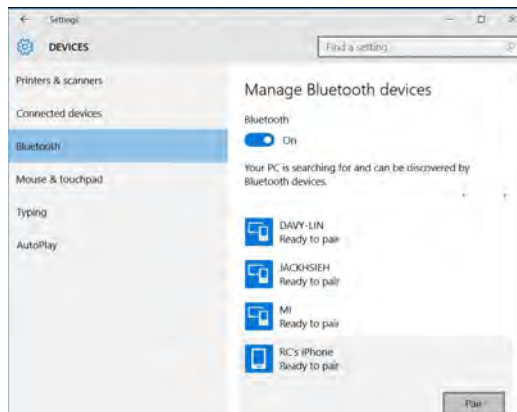 Settings
DEVICES
Find a setting
Printers & scanners
Connected devices
Bluetooth
Mouse & touchpad
Typing
AutoPlay
Manage Bluetooth devices
Bluetooth
On
Your PC is searching for and can be discovered by
Bluetooth devices.
DAVY-LIN
Ready to pair
JACKHSIEH
Ready to pair
MI
Ready to pair
RC's iPhone
Ready to pair
Pair